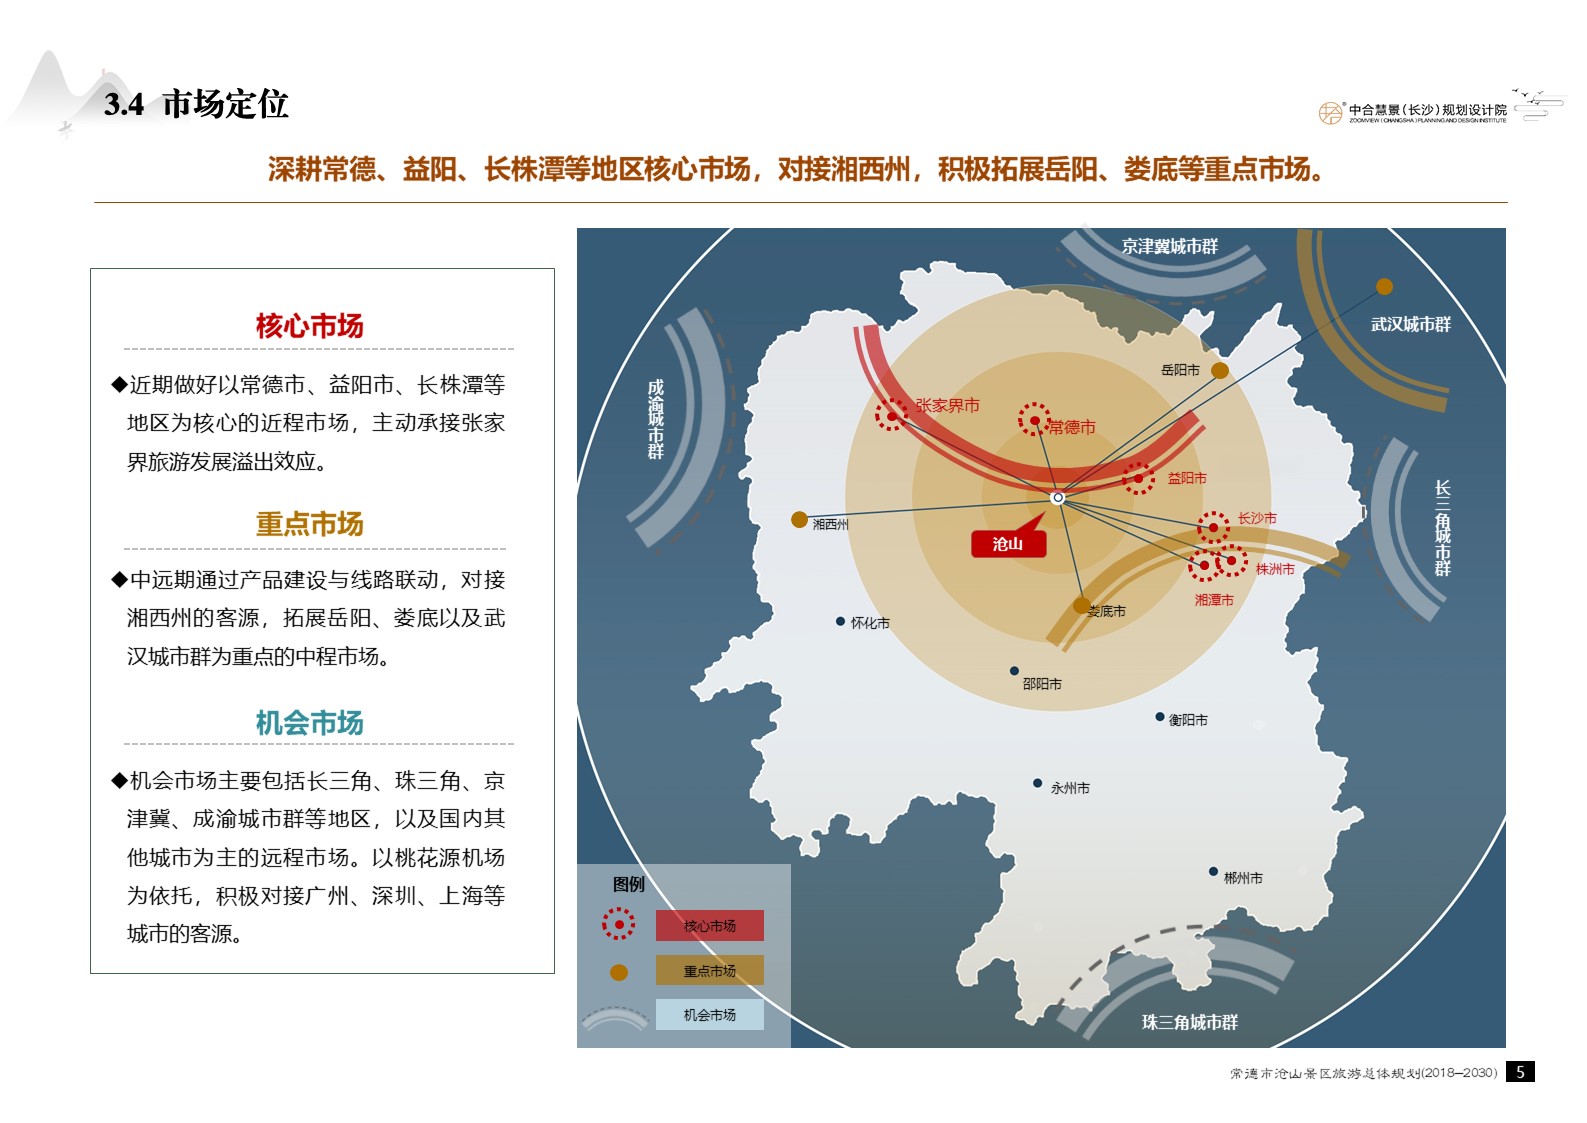 3.4 市场定位
中合慧景(长沙)规划设计院
ZOOMVIEW(CHANGSHA)PLANNING AND DESIGN INSTITUTE
深耕常德、益阳、长株潭等地区核心市场，对接湘西州，积极拓展岳阳、娄底等重点市场。
核心市场
◆近期做好以常德市、益阳市、长株潭等
地区为核心的近程市场，主动承接张家
界旅游发展溢出效应。
重点市场
◆中远期通过产品建设与线路联动，对接
湘西州的客源，拓展岳阳、娄底以及武
汉城市群为重点的中程市场。
机会市场
◆机会市场主要包括长三角、珠三角、京
津冀、成渝城市群等地区，以及国内其
他城市为主的远程市场。以桃花源机场
为依托，积极对接广州、深圳、上海等
城市的客源。
京津冀城市群
武汉城市群
岳阳市
成渝城市群
张家界市
常德市
益阳市
长三角城市群
长沙市
湘西州
沧山
株洲市
湘潭市
娄底市
怀化市
邵阳市
衡阳市
永州市
郴州市
图例
核心市场
重点市场
机会市场
珠三角城市群
常德市沧山景区旅游总体规划(2018—2030)
5